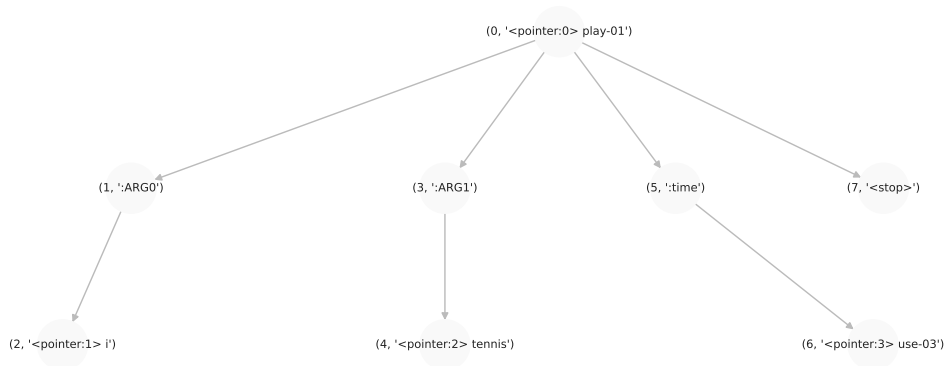 (0, '<pointer:0> play-01')
(1, ':ARG0')
(3, ':ARG1')
(5, ':time')
(7, '<stop>')
(2, '<pointer:1> i')
(4, '<pointer:2> tennis')
(6, '<pointer:3> use-03')